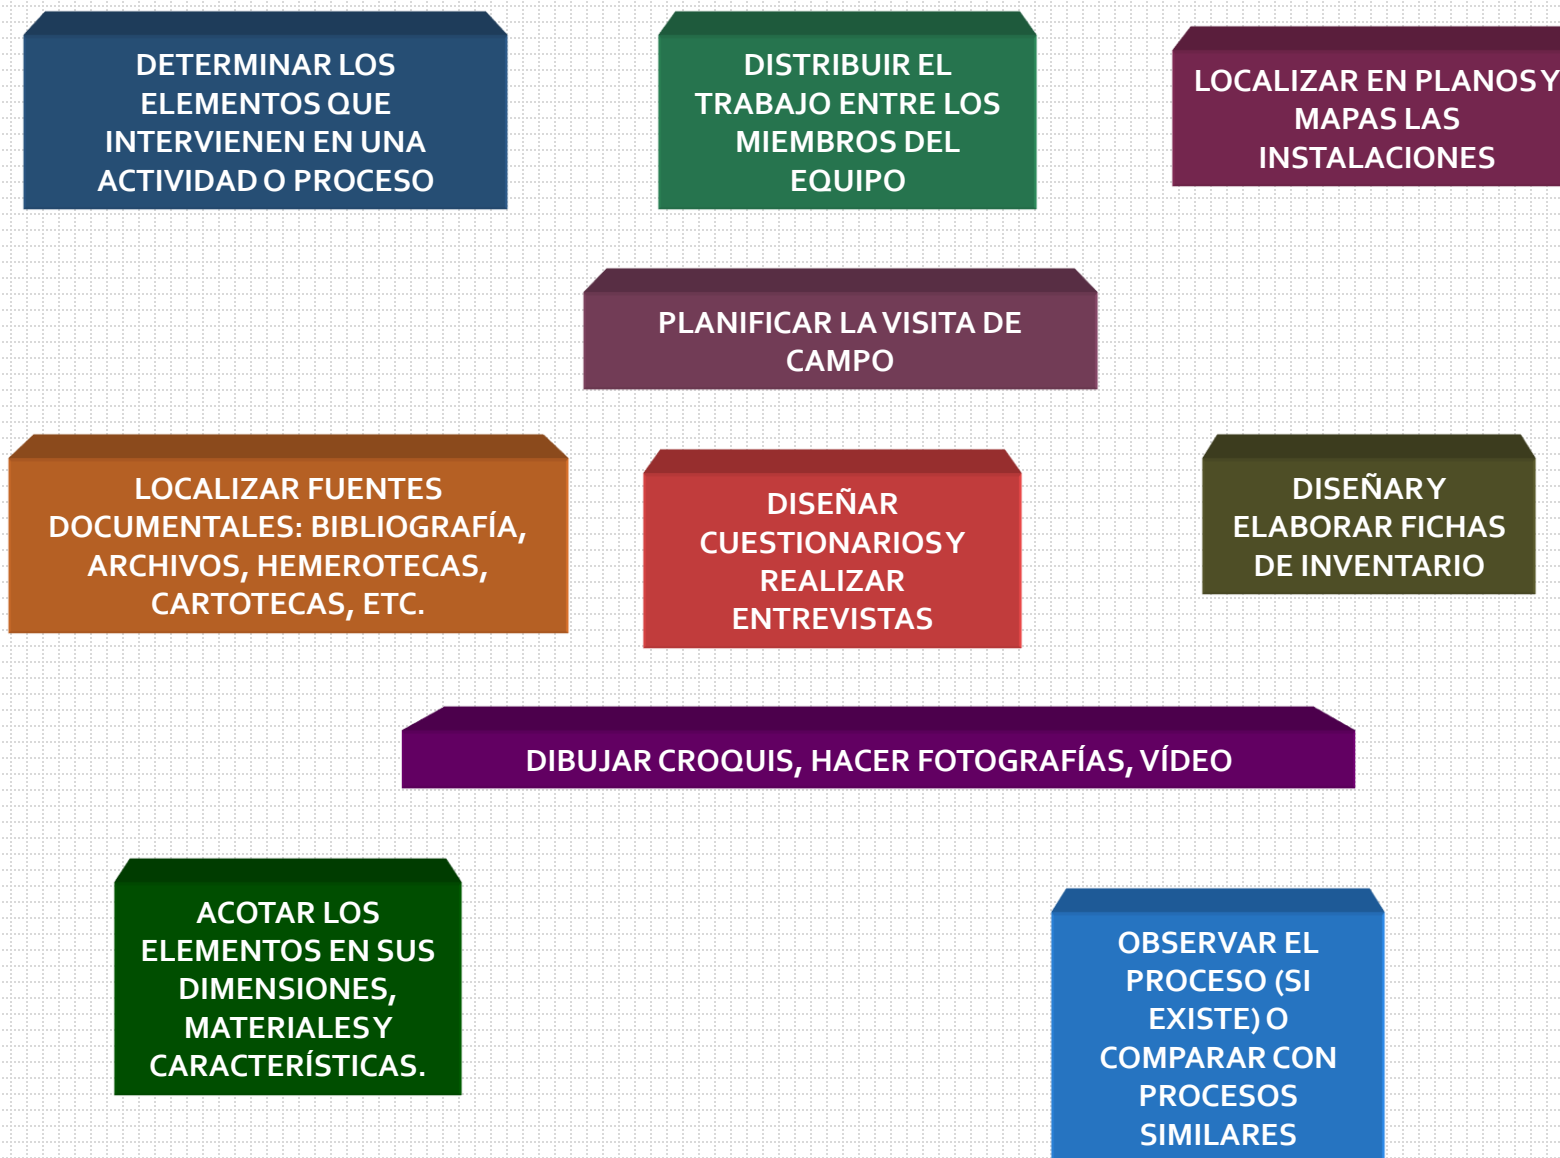 DETERMINAR LOS
ELEMENTOS QUE
INTERVIENEN EN UNA
ACTIVIDAD O PROCESO
DISTRIBUIR EL
TRABAJO ENTRE LOS
MIEMBROS DEL
EQUIPO
LOCALIZAR EN PLANOS Y
MAPAS LAS
INSTALACIONES
PLANIFICAR LA VISITA DE
CAMPO
LOCALIZAR FUENTES
DOCUMENTALES: BIBLIOGRAFÍA,
ARCHIVOS, HEMEROTECAS,
CARTOTECAS, ETC.
DISEÑAR
CUESTIONARIOS Y
REALIZAR
ENTREVISTAS
DISEÑAR Y
ELABORAR FICHAS
DE INVENTARIO
DIBUJAR CROQUIS, HACER FOTOGRAFÍAS, VÍDEO
ACOTAR LOS
ELEMENTOS EN SUS
DIMENSIONES,
MATERIALES Y
CARACTERÍSTICAS.
OBSERVAR EL
PROCESO (SI
EXISTE) O
COMPARAR CON
PROCESOS
SIMILARES